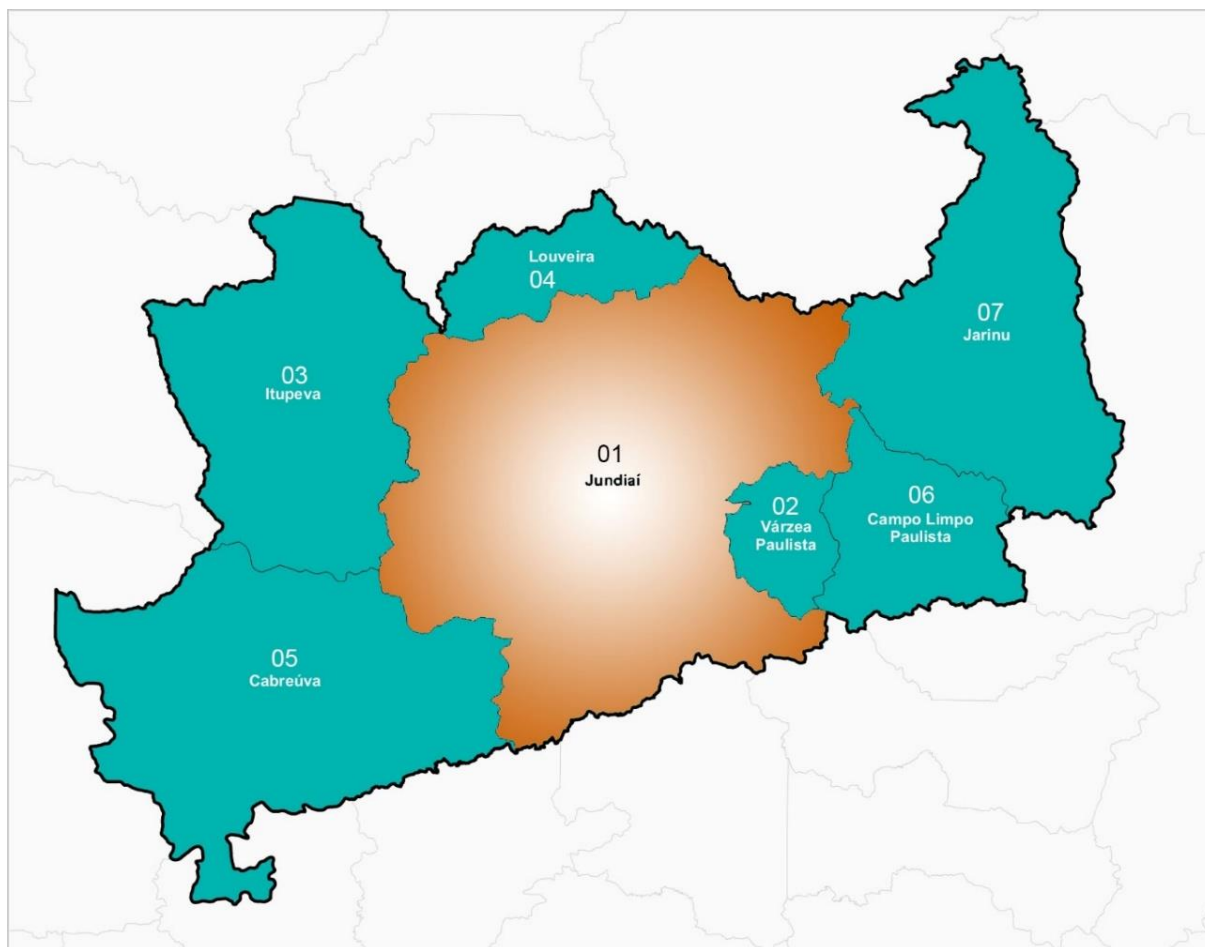 Louveira
04
07
Jarinu
03
Itupeva
01
Jundiaí
02
Várzea
Paulista
06
Campo Limpo
Paulista
05
Cabreúva